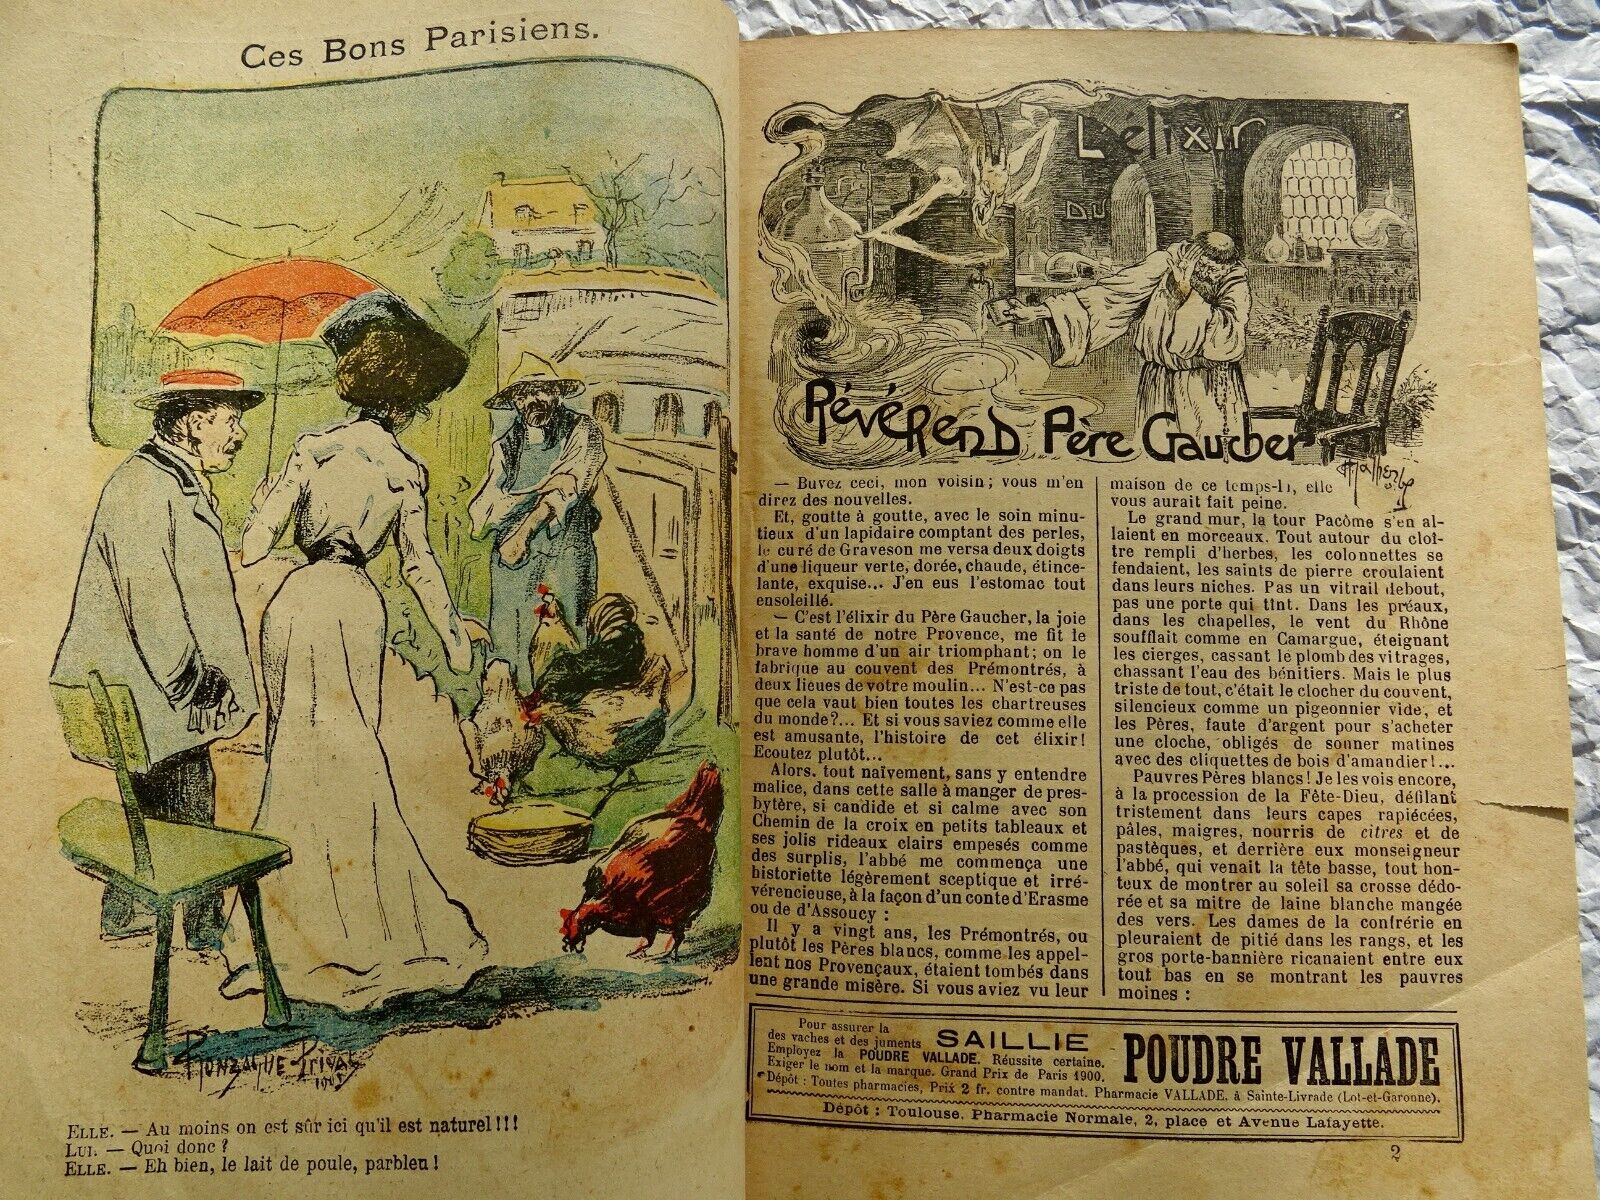 Ces Bons Parisiens.
GONZAGUE-PRIVAT
ELLE. — Au moins on est sûr ici qu'il est naturel!!!
LUI. — Quoi donc ?
ELLE. — Eh bien, le lait de poule, parbleu !
L'élixir
DU
RévéRenD Père Gaucher
— Buvez ceci, mon voisin; vous m'en
direz des nouvelles.
Et, goutte à goutte, avec le soin minu-
tieux d'un lapidaire comptant des perles,
le curé de Graveson me versa deux doigts
d'une liqueur verte, dorée, chaude, étince-
lante, exquise... J'en eus l'estomac tout
ensoleillé.
— C'est l'élixir du Père Gaucher, la joie
et la santé de notre Provence, me fit le
brave homme d'un air triomphant; on le
fabrique au couvent des Prémontrés, à
deux lieues de votre moulin... N'est-ce pas
que cela vaut bien toutes les chartreuses
du monde?... Et si vous saviez comme elle
est amusante, l'histoire de cet élixir!
Ecoutez plutôt...
Alors, tout naïvement, sans y entendre
malice, dans cette salle à manger de pres-
bytère, si candide et si calme avec son
Chemin de la croix en petits tableaux et
ses jolis rideaux clairs empesés comme
des surplis, l'abbé me commença une
historiette légèrement sceptique et irré-
vérencieuse, à la façon d'un conte d'Erasme
ou de d'Assoucy :
Il y a vingt ans, les Prémontrés, ou
plutôt les Pères blancs, comme les appel-
lent nos Provençaux, étaient tombés dans
une grande misère. Si vous aviez vu leur
maison de ce temps-là, elle
vous aurait fait peine.
Le grand mur, la tour Pacôme s'en al-
laient en morceaux. Tout autour du cloî-
tre rempli d'herbes, les colonnettes se
fendaient, les saints de pierre croulaient
dans leurs niches. Pas un vitrail debout,
pas une porte qui tint. Dans les préaux,
dans les chapelles, le vent du Rhône
soufflait comme en Camargue, éteignant
les cierges, cassant le plomb des vitrages,
chassant l'eau des bénitiers. Mais le plus
triste de tout, c'était le clocher du couvent,
silencieux comme un pigeonnier vide, et
les Pères, faute d'argent pour s'acheter
une cloche, obligés de sonner matines
avec des cliquettes de bois d'amandier!...
Pauvres Pères blancs! Je les vois encore,
à la procession de la Fête-Dieu, défilant
tristement dans leurs capes rapiécées,
pâles, maigres, nourris de citres et de
pastèques, et derrière eux monseigneur
l'abbé, qui venait la tête basse, tout hon-
teux de montrer au soleil sa crosse dédo-
rée et sa mitre de laine blanche mangée
des vers. Les dames de la confrérie en
pleuraient de pitié dans les rangs, et les
gros porte-bannière ricanaient entre eux
tout bas en se montrant les pauvres
moines :
Pour assurer la SAILLIE
des vaches et des juments
Employez la POUDRE VALLADE. Réussite certaine.
Exiger le nom et la marque. Grand Prix de Paris 1900.
POUDRE VALLADE
Dépôt : Toutes pharmacies, Prix 2 fr. contre mandat. Pharmacie VALLADE, à Sainte-Livrade (Lot-et-Garonne).
Dépôt : Toulouse, Pharmacie Normale, 2, place et Avenue Lafayette.
2